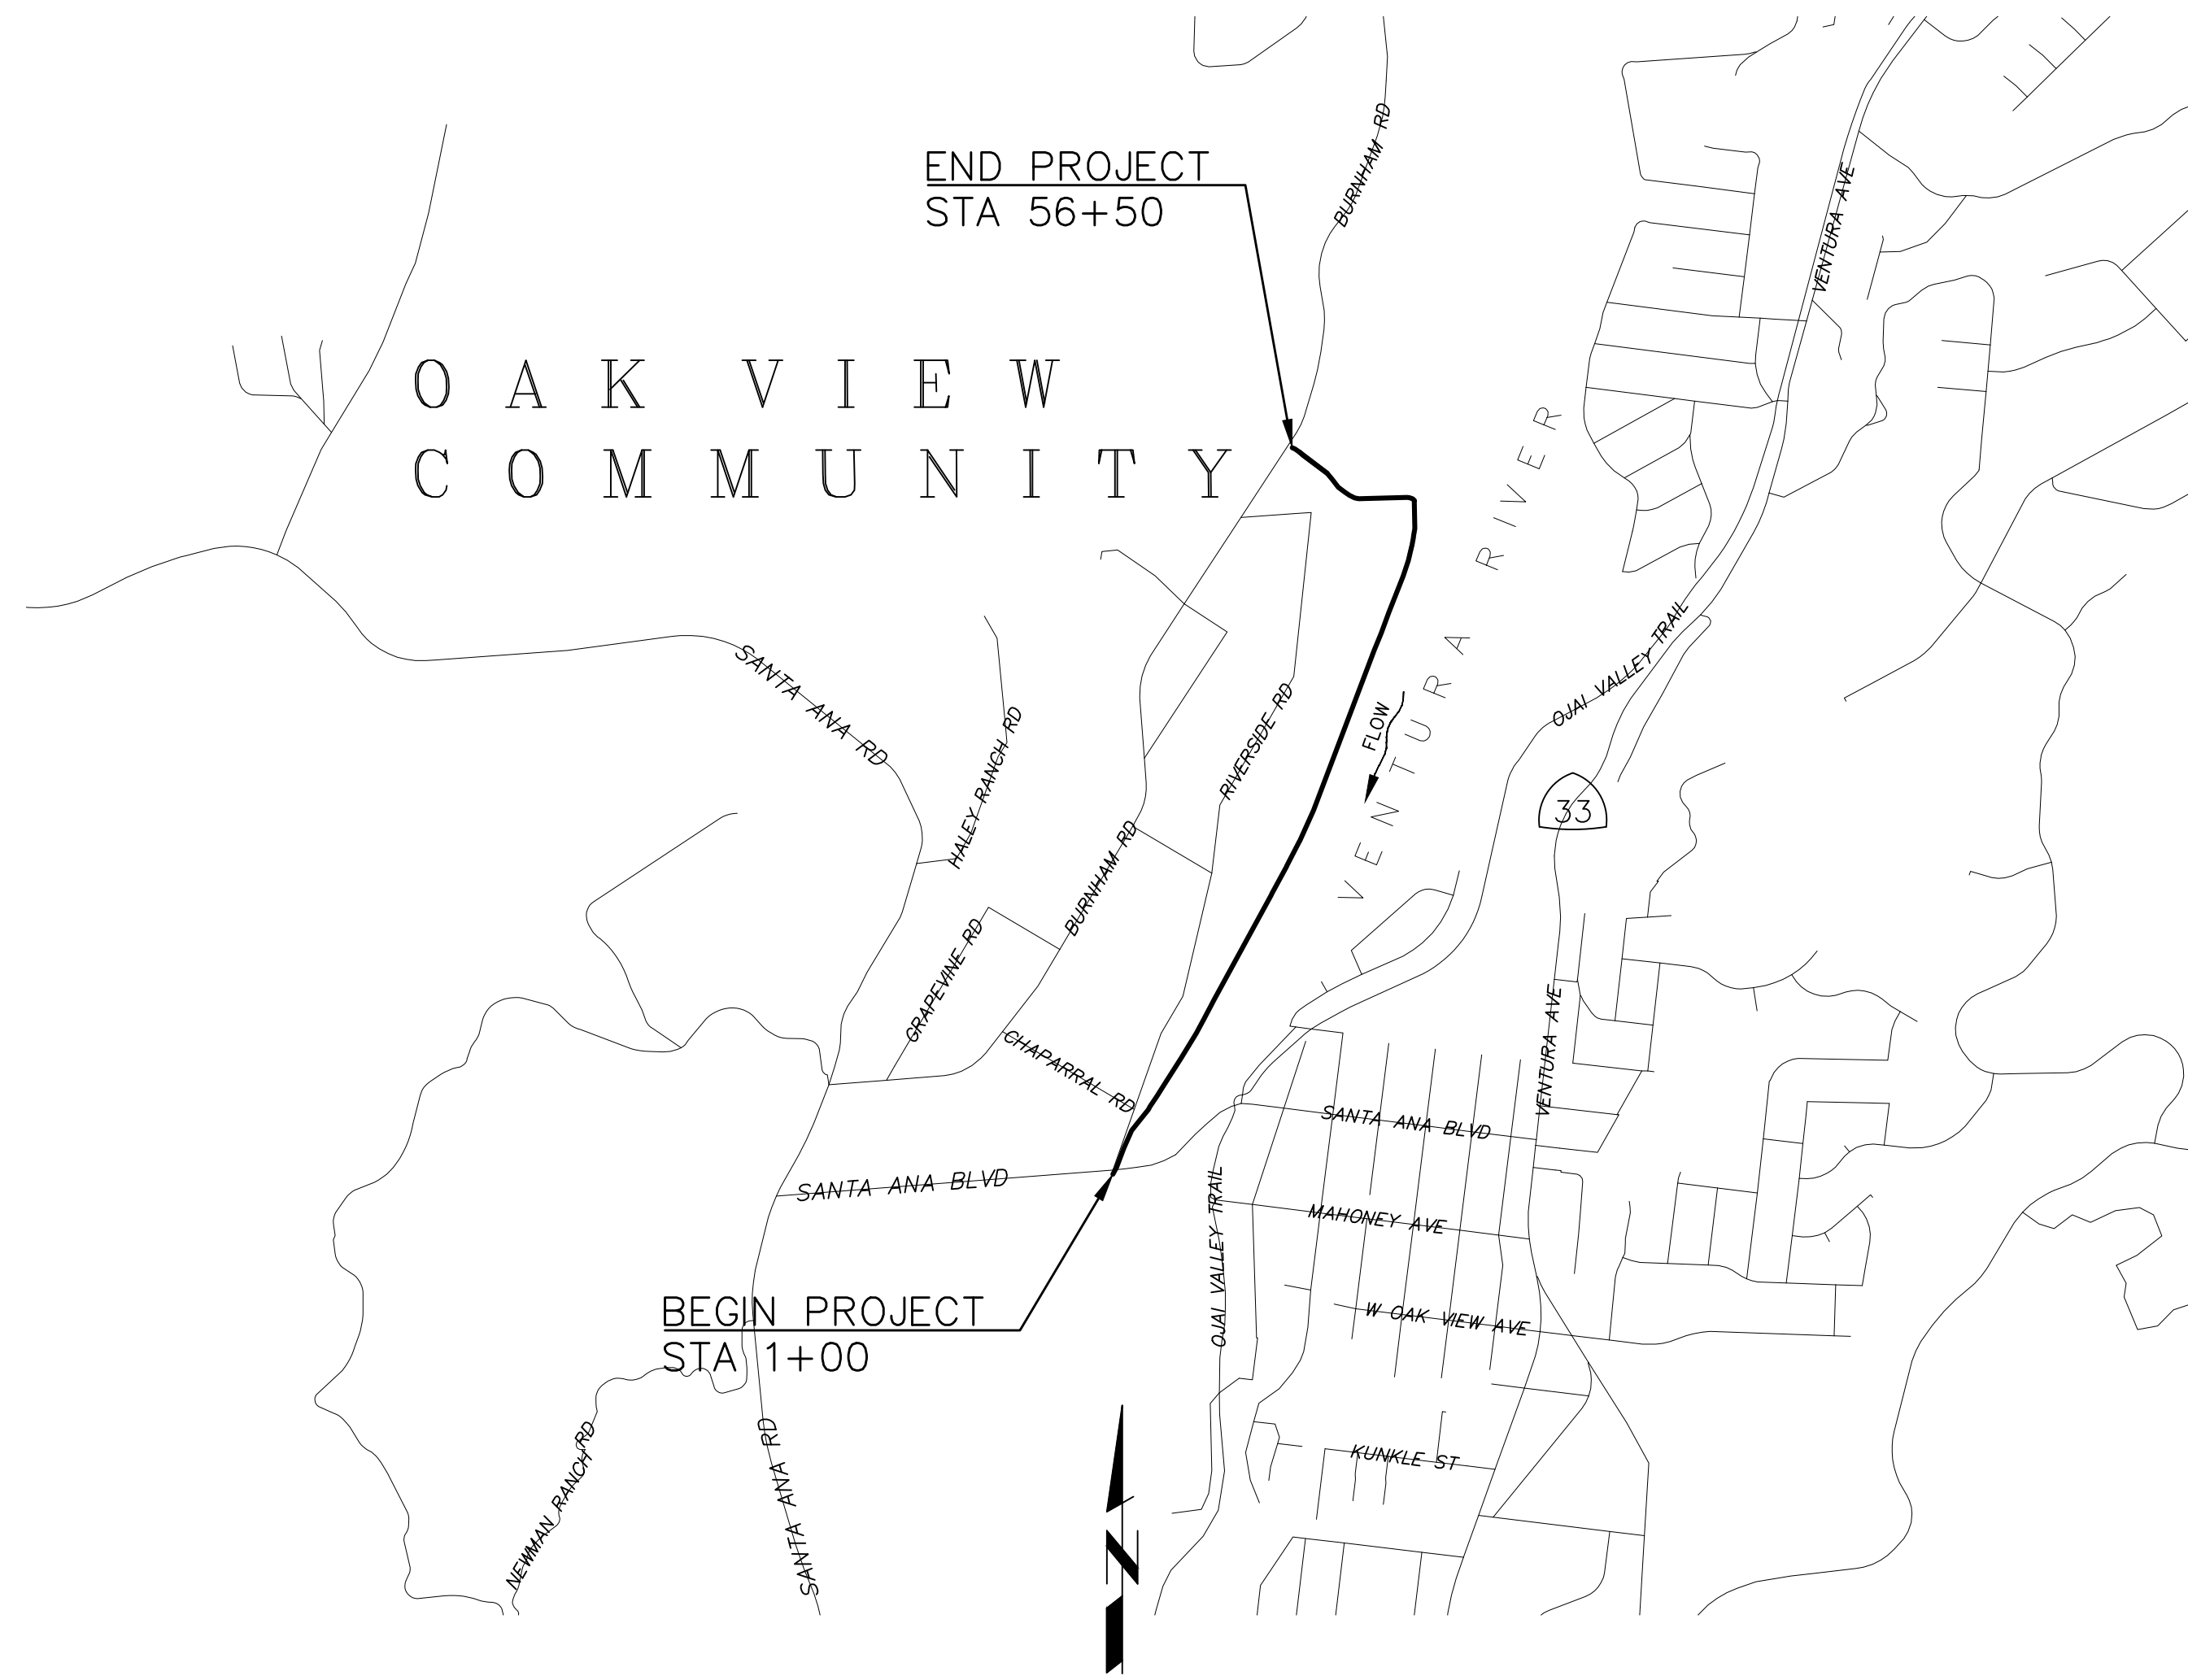 BURNHAM RD
END PROJECT
STA 56+50
VENTURA AVE
OAK VIEW
COMMUNITY
VENTURA RIVER
OJAI VALLEY TRAIL
SANTA ANA RD
HALEY RANCH RD
RIVERSIDE RD
FLOW
33
BURNHAM RD
GRAPEVINE RD
CHAPARRAL RD
VENTURA AVE
SANTA ANA BLVD
SANTA ANA BLVD
MAHONEY AVE
OJAI VALLEY TRAIL
BEGIN PROJECT
STA 1+00
W OAK VIEW AVE
KUNKLE ST
NEWMAN RANCH RD
SANTA ANA RD
N